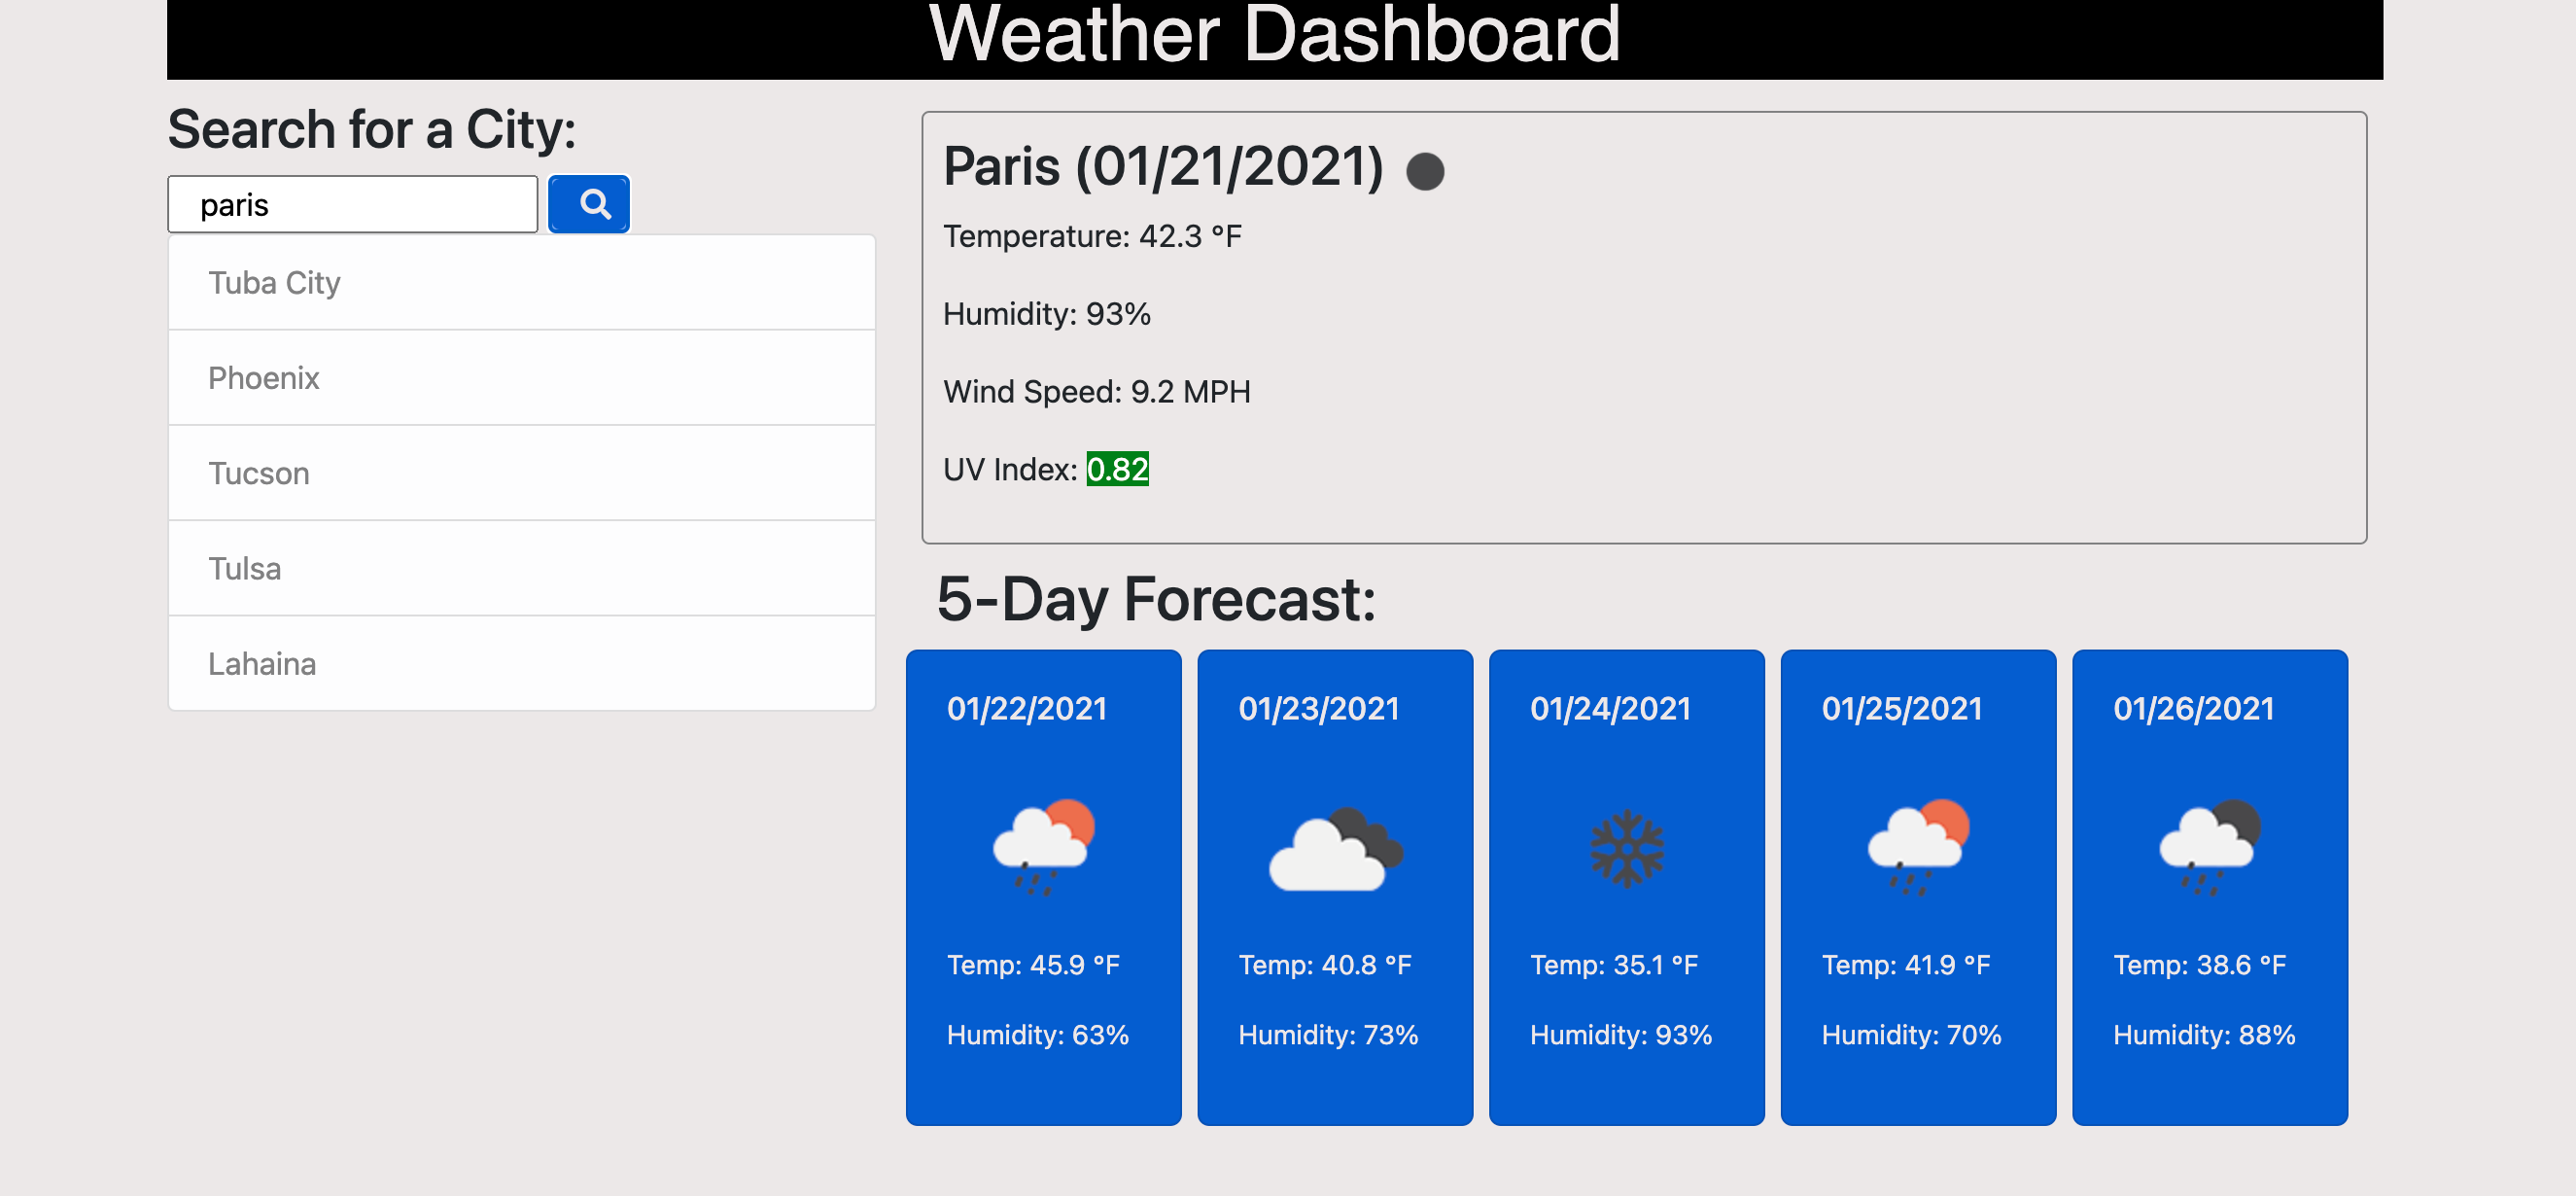 Weather Dashboard
Search for a City:
paris
Tuba City
Phoenix
Tucson
Tulsa
Lahaina
Paris (01/21/2021)
Temperature: 42.3 °F
Humidity: 93%
Wind Speed: 9.2 MPH
UV Index: 0.82
5-Day Forecast:
01/22/2021
Temp: 45.9 °F
Humidity: 63%
01/23/2021
Temp: 40.8 °F
Humidity: 73%
01/24/2021
Temp: 35.1 °F
Humidity: 93%
01/25/2021
Temp: 41.9 °F
Humidity: 70%
01/26/2021
Temp: 38.6 °F
Humidity: 88%